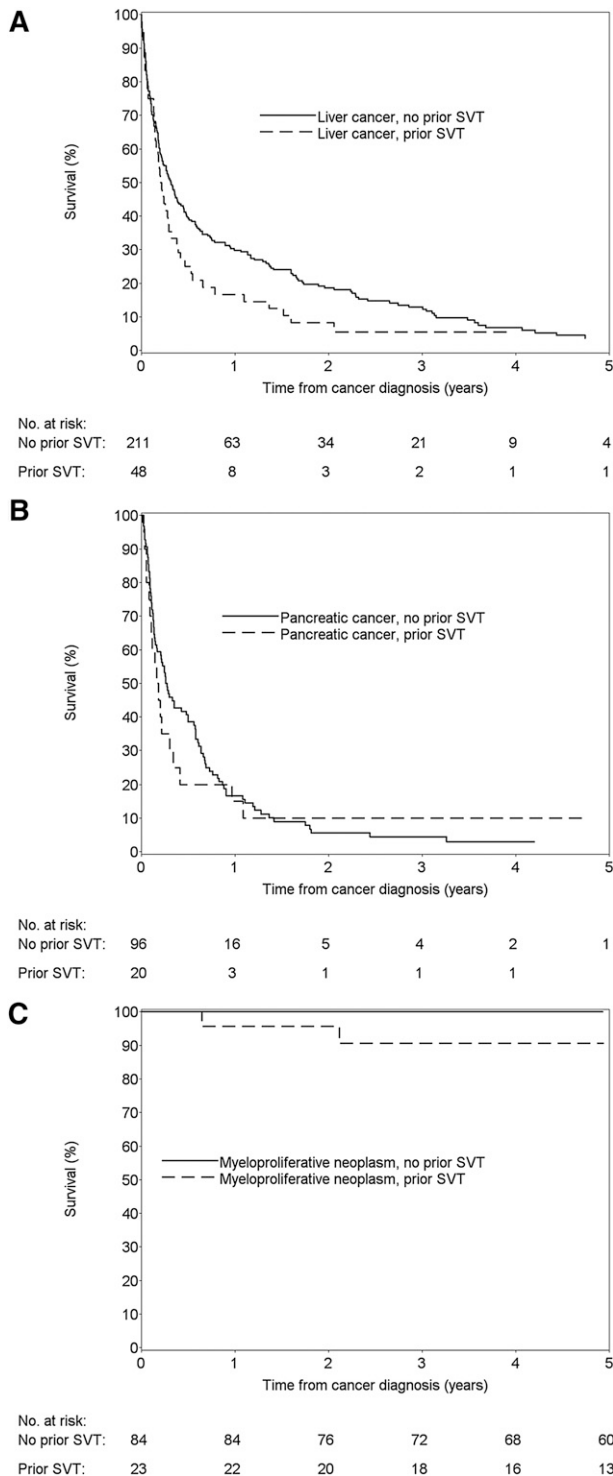 A
100
90
80
70
60
50
40
30
20
10
0
Survival (%)
Liver cancer, no prior SVT
Liver cancer, prior SVT
0 1 2 3 4 5
Time from cancer diagnosis (years)
No. at risk:
No prior SVT: 211 63 34 21 9 4
Prior SVT: 48 8 3 2 1 1
B
100
90
80
70
60
50
40
30
20
10
0
Survival (%)
Pancreatic cancer, no prior SVT
Pancreatic cancer, prior SVT
0 1 2 3 4 5
Time from cancer diagnosis (years)
No. at risk:
No prior SVT: 96 16 5 4 2 1
Prior SVT: 20 3 1 1 1
C
100
90
80
70
60
50
40
30
20
10
0
Survival (%)
Myeloproliferative neoplasm, no prior SVT
Myeloproliferative neoplasm, prior SVT
0 1 2 3 4 5
Time from cancer diagnosis (years)
No. at risk:
No prior SVT: 84 84 76 72 68 60
Prior SVT: 23 22 20 18 16 13